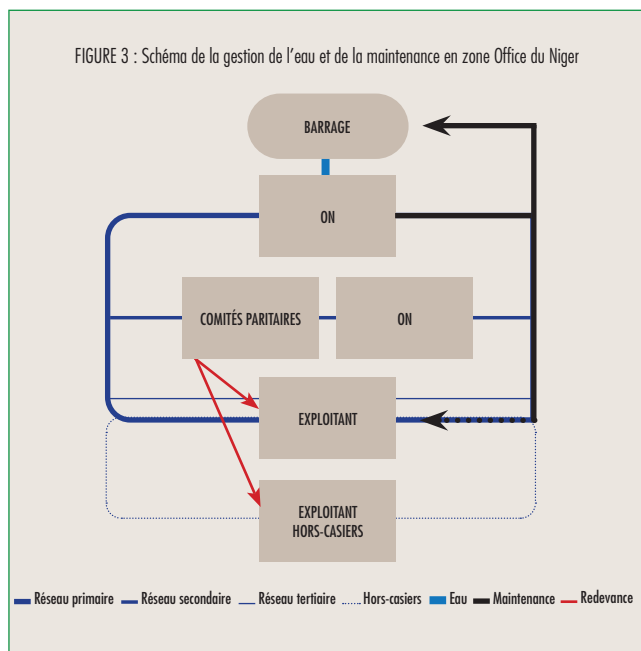 FIGURE 3 : Schéma de la gestion de l'eau et de la maintenance en zone Office du Niger
BARRAGE
ON
COMITÉS PARITAIRES
ON
EXPLOITANT
EXPLOITANT
HORS-CASIERS
Réseau primaire Réseau secondaire Réseau tertiaire Hors-casiers Eau Maintenance Redevance